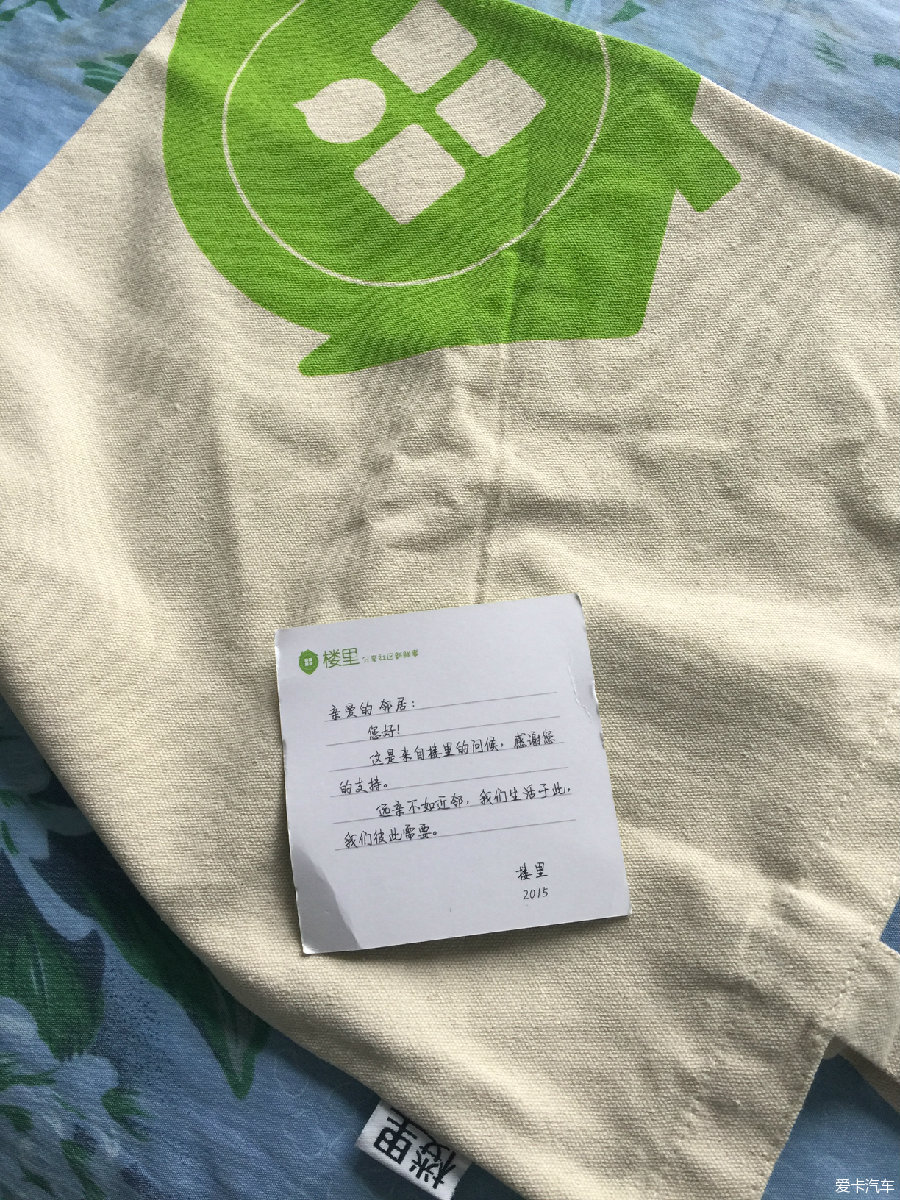 楼里
亲爱的邻居：
您好！
这是来自楼里的问候，感谢您
的支持。
远亲不如近邻，我们生活于此，
我们彼此需要。
楼里
2015
楼里
爱卡汽车